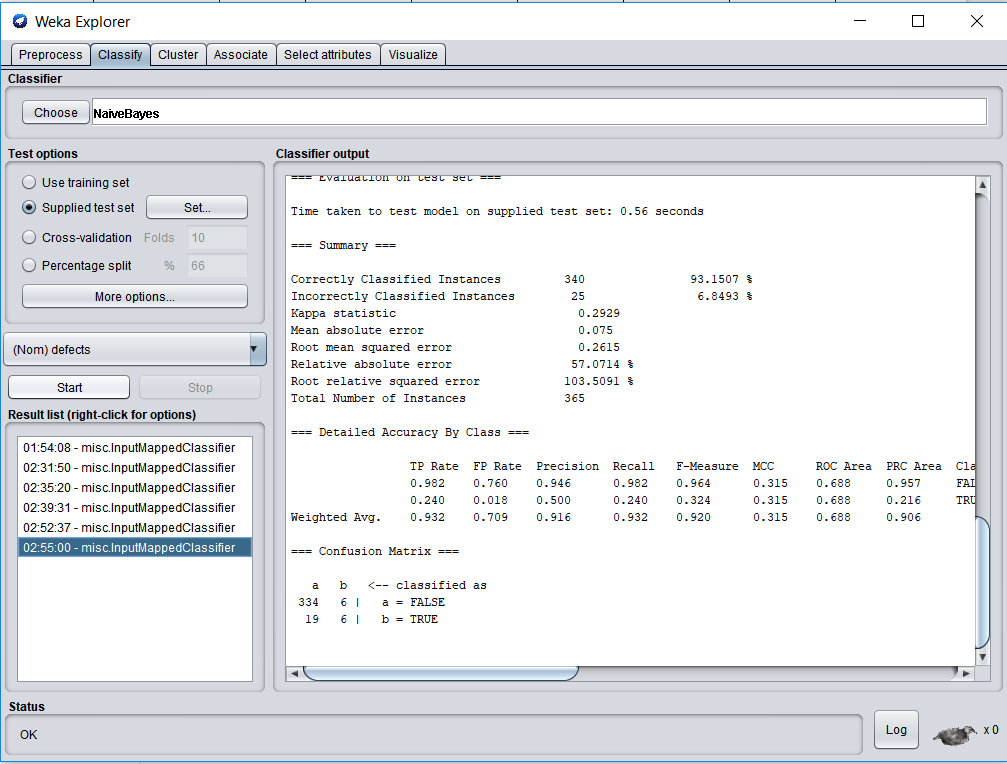 Weka Explorer
Preprocess Classify Cluster Associate Select attributes Visualize
Classifier
Choose NaiveBayes
Test options
Use training set
Supplied test set Set...
Cross-validation Folds 10
Percentage split % 66
More options...
(Nom) defects
Start Stop
Result list (right-click for options)
01:54:08 - misc.InputMappedClassifier
02:31:50 - misc.InputMappedClassifier
02:35:20 - misc.InputMappedClassifier
02:39:31 - misc.InputMappedClassifier
02:52:37 - misc.InputMappedClassifier
02:55:00 - misc.InputMappedClassifier
Classifier output
=== Evaluation on test set ===
Time taken to test model on supplied test set: 0.56 seconds
=== Summary ===
Correctly Classified Instances 340 93.1507 %
Incorrectly Classified Instances 25 6.8493 %
Kappa statistic 0.2929
Mean absolute error 0.075
Root mean squared error 0.2615
Relative absolute error 57.0714 %
Root relative squared error 103.5091 %
Total Number of Instances 365
=== Detailed Accuracy By Class ===
TP Rate FP Rate Precision Recall F-Measure MCC ROC Area PRC Area Cla
0.982 0.760 0.946 0.982 0.964 0.315 0.688 0.957 FAL
0.240 0.018 0.500 0.240 0.324 0.315 0.688 0.216 TRU
Weighted Avg. 0.932 0.709 0.916 0.932 0.920 0.315 0.688 0.906
=== Confusion Matrix ===
a b <-- classified as
334 6 | a = FALSE
19 6 | b = TRUE
Status
OK
Log x 0